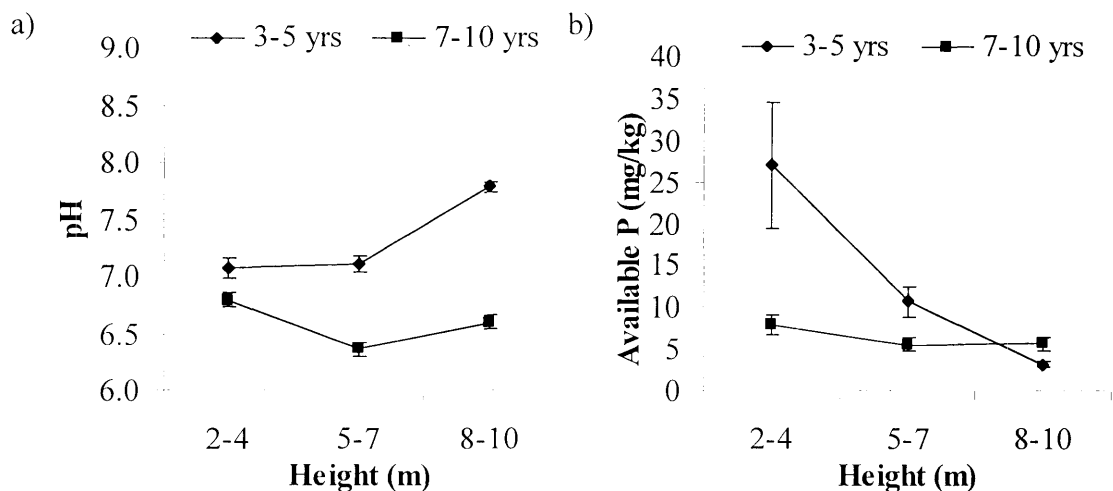 a)
3-5 yrs 7-10 yrs
9.0
8.5
8.0
7.5
7.0
6.5
6.0
pH
2-4 5-7 8-10
Height (m)
b)
3-5 yrs 7-10 yrs
40
35
30
25
20
15
10
5
0
Available P (mg/kg)
2-4 5-7 8-10
Height (m)